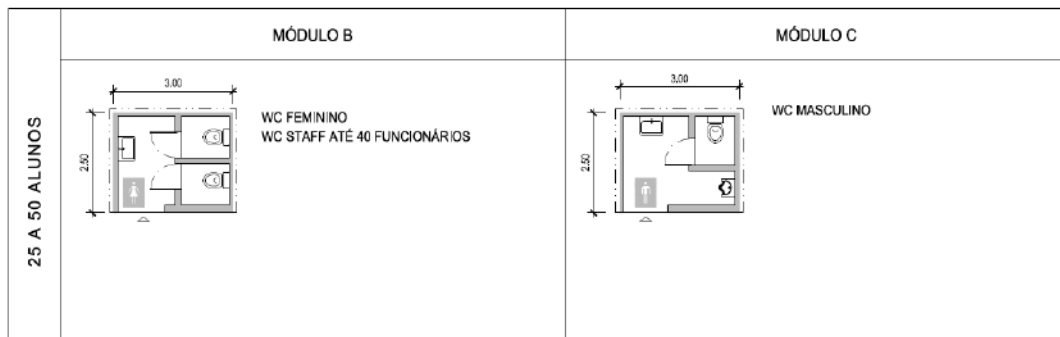 MÓDULO B
MÓDULO C
25 A 50 ALUNOS
3.00
2.50
WC FEMININO
WC STAFF ATÉ 40 FUNCIONÁRIOS
3.00
2.50
WC MASCULINO